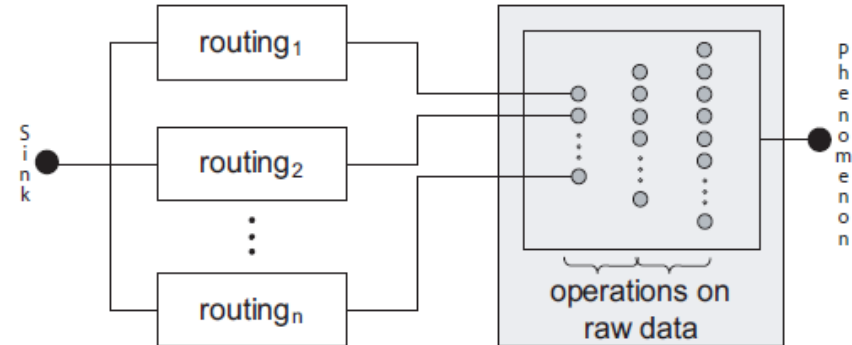 Sink
routing1
routing2
routingn
operations on
raw data
Phenomenon